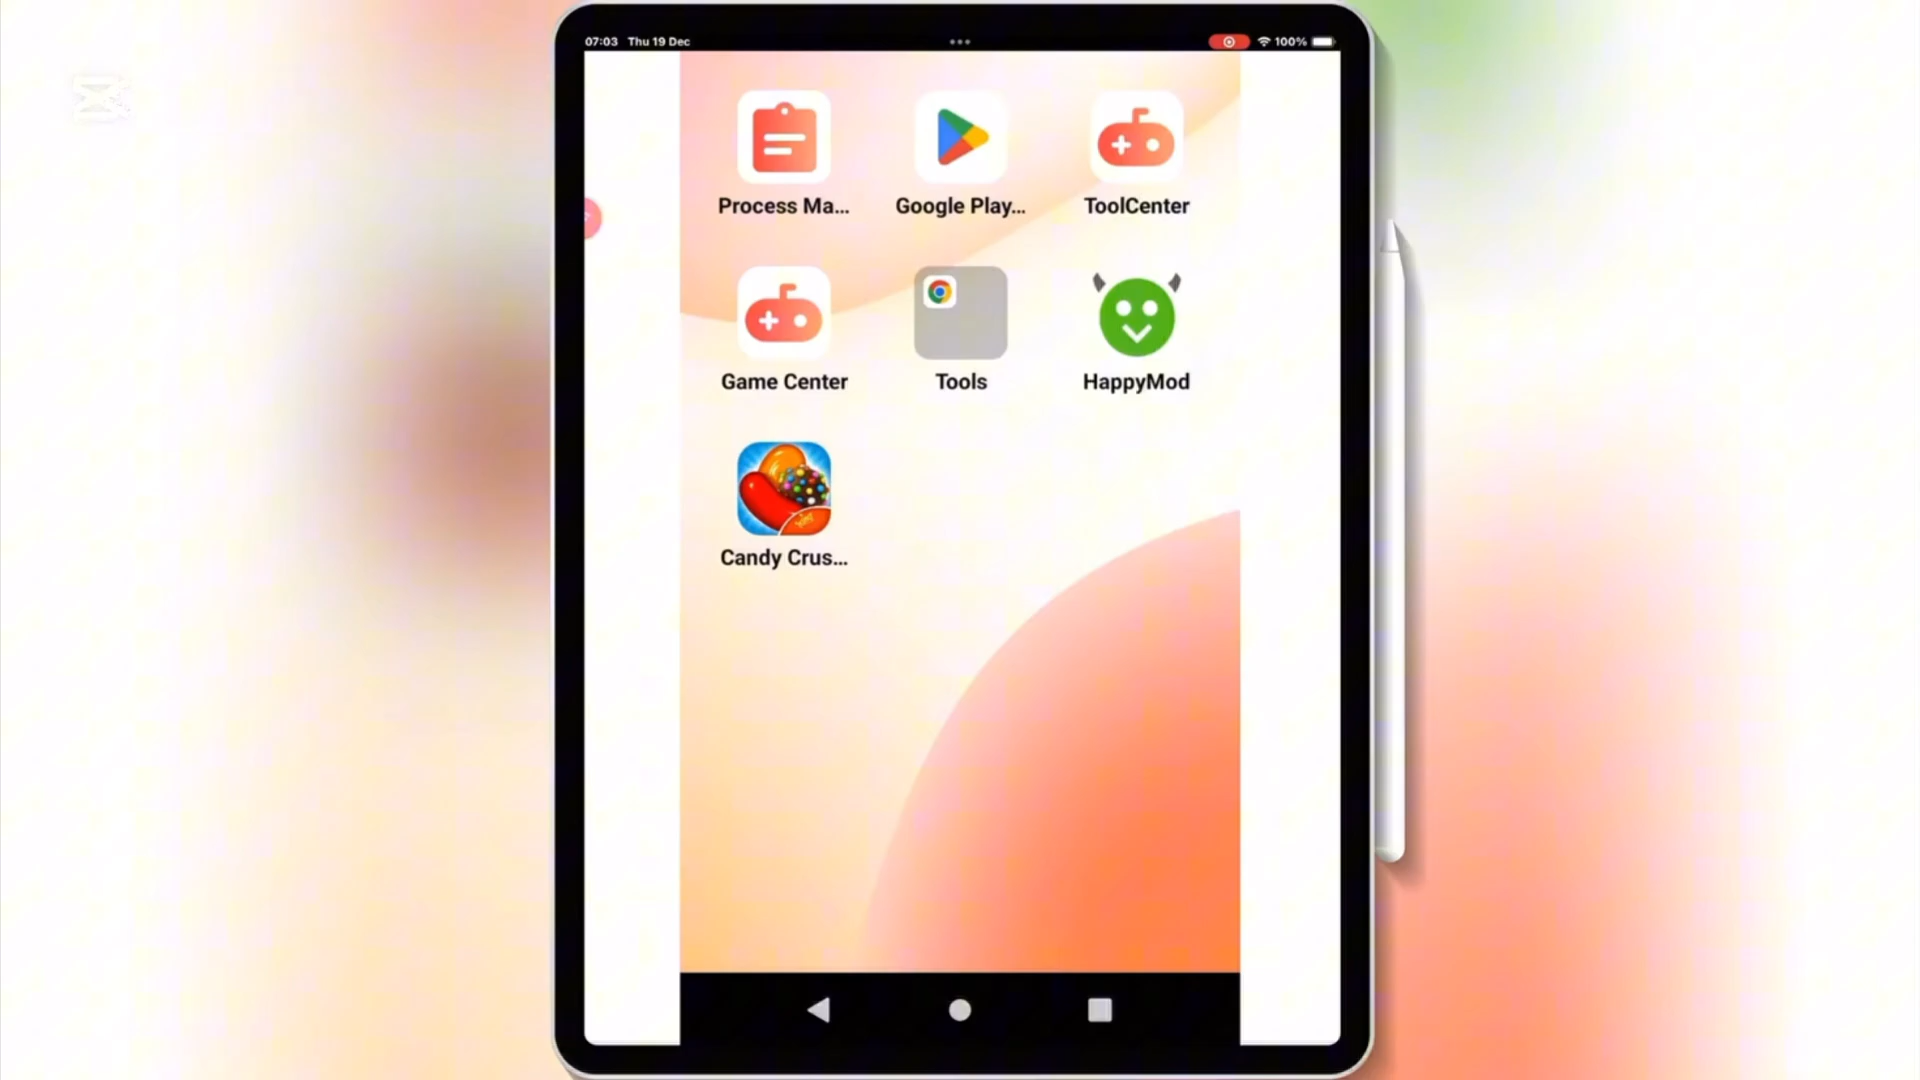 07:03 Thu 19 Dec
100%
Process Ma...
Google Play...
ToolCenter
Game Center
Tools
HappyMod
Candy Crus...